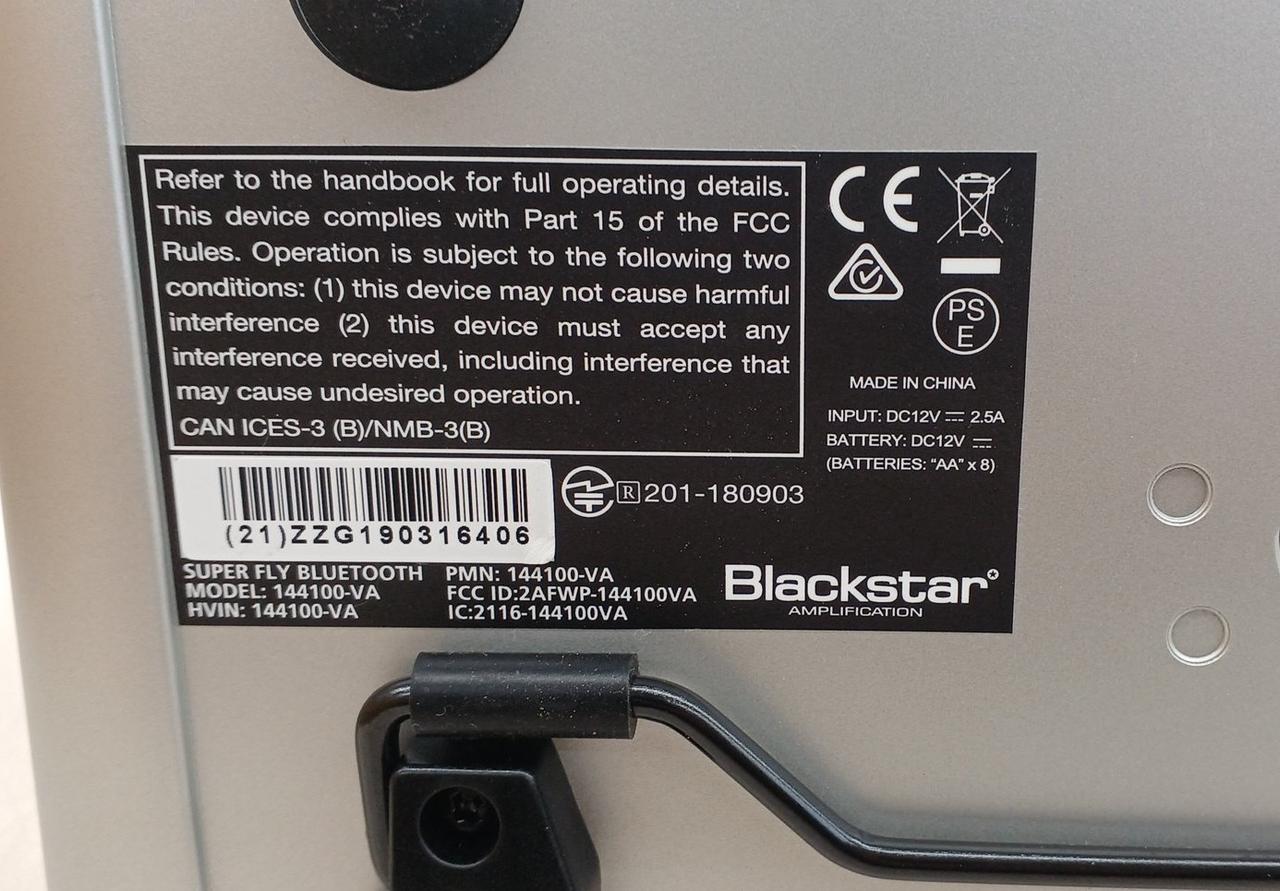 Refer to the handbook for full operating details.
This device complies with Part 15 of the FCC
Rules. Operation is subject to the following two
conditions: (1) this device may not cause harmful
interference (2) this device must accept any
interference received, including interference that
may cause undesired operation.
CAN ICES-3 (B)/NMB-3(B)
CE
PS
E
MADE IN CHINA
INPUT: DC12V ⎓ 2.5A
BATTERY: DC12V ⎓
(BATTERIES: “AA” x 8)
R 201-180903
(21)ZZG190316406
SUPER FLY BLUETOOTH
MODEL: 144100-VA
HVIN: 144100-VA
PMN: 144100-VA
FCC ID:2AFWP-144100VA
IC:2116-144100VA
Blackstar
AMPLIFICATION